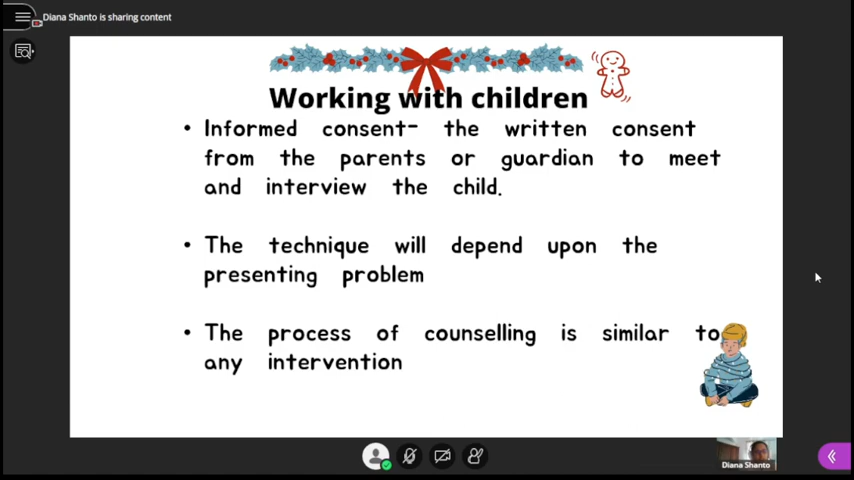 Diana Shanto is sharing content
Working with children
• Informed consent- the written consent
from the parents or guardian to meet
and interview the child.
• The technique will depend upon the
presenting problem
• The process of counselling is similar to
any intervention
Diana Shanto